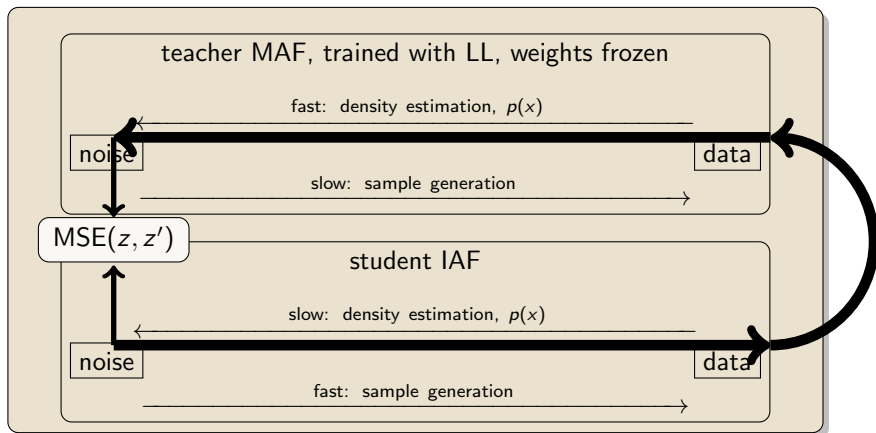 teacher MAF, trained with LL, weights frozen
fast: density estimation, p(x)
noise
data
slow: sample generation
MSE(z, z′)
student IAF
slow: density estimation, p(x)
noise
data
fast: sample generation